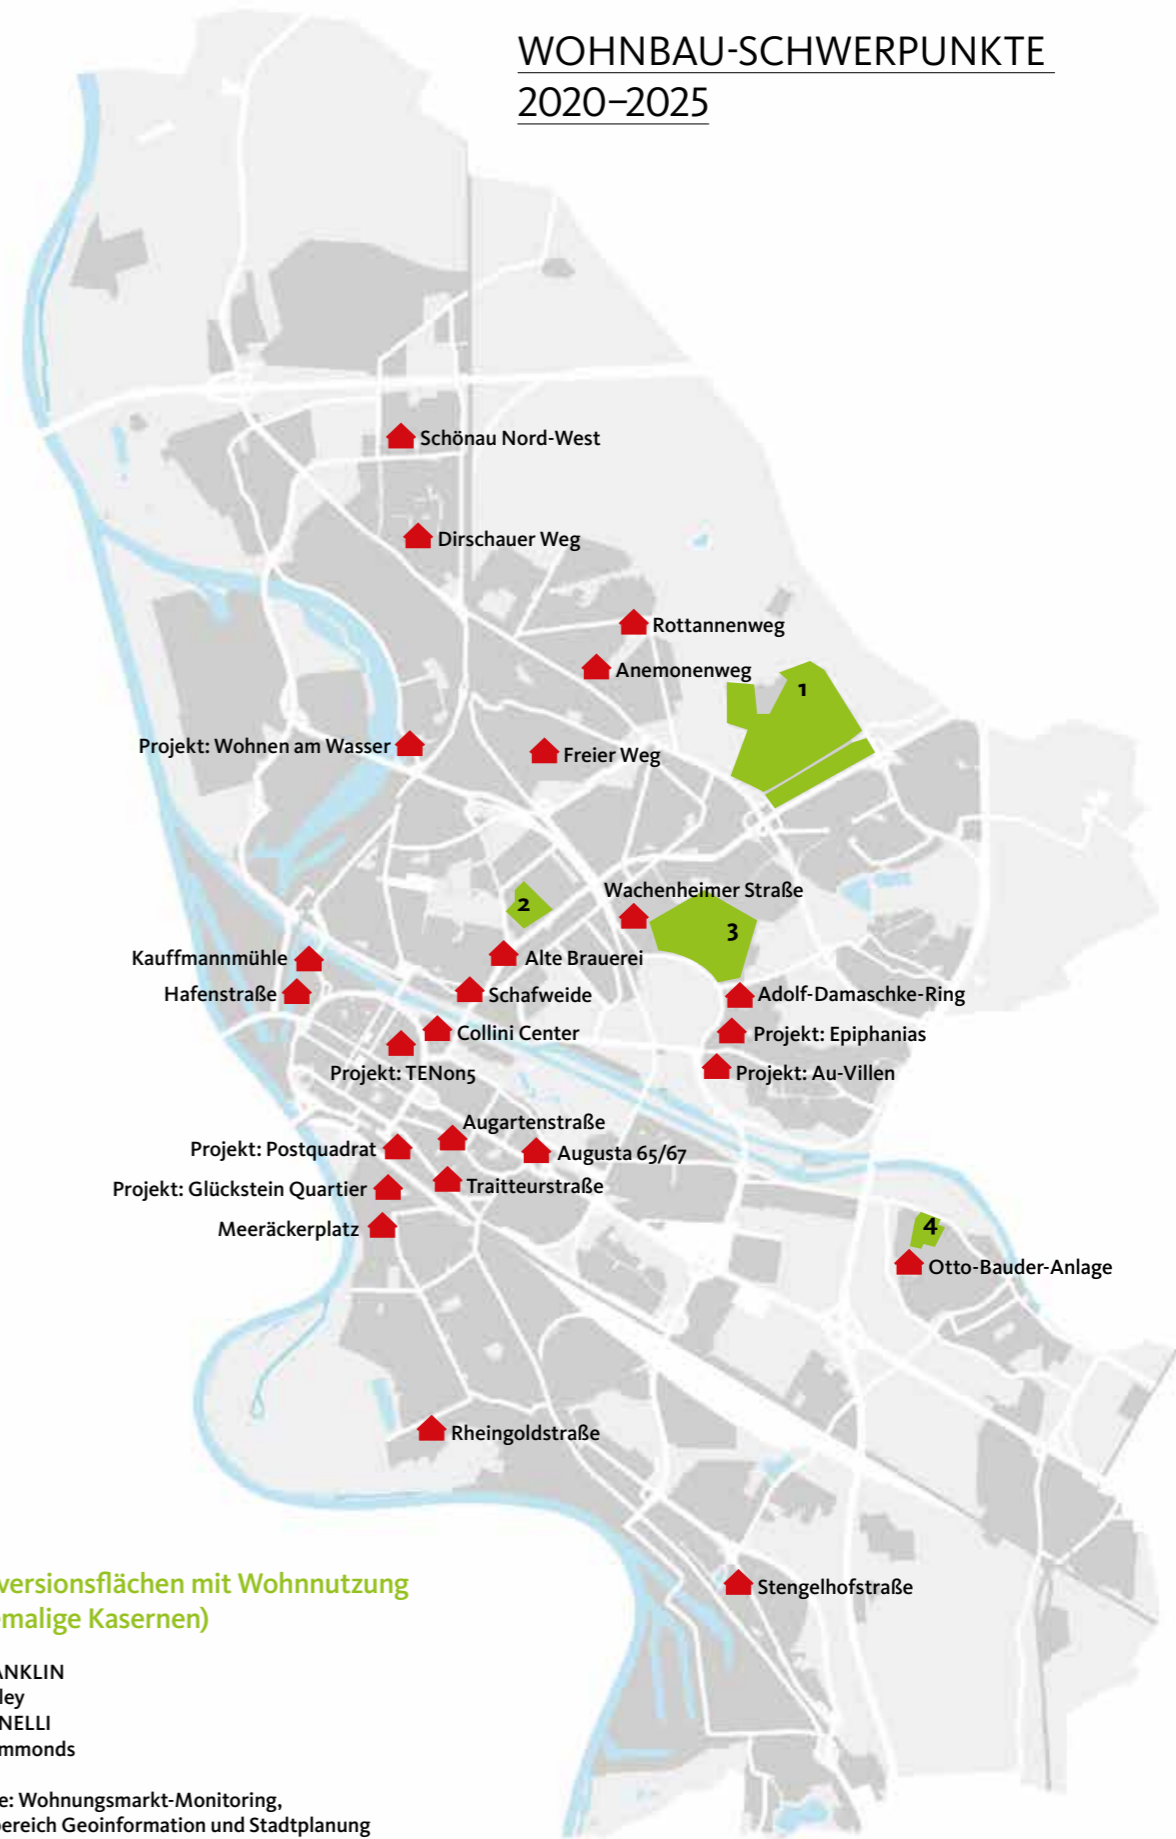 WOHNBAU-SCHWERPUNKTE
2020–2025
Schönau Nord-West
Dirschauer Weg
Rottannenweg
Anemonenweg
1
Projekt: Wohnen am Wasser
Freier Weg
Wachenheimer Straße
2
3
Kauffmannmühle
Alte Brauerei
Hafenstraße
Schafweide
Adolf-Damaschke-Ring
Collini Center
Projekt: Epiphanias
Projekt: TENon5
Projekt: Au-Villen
Augartenstraße
Projekt: Postquadrat
Augusta 65/67
Projekt: Glückstein Quartier
Traitteurstraße
Meeräckerplatz
4
Otto-Bauder-Anlage
Rheingoldstraße
Stengelhofstraße
versionsflächen mit Wohnnutzung
malige Kasernen)
ANKLIN
ley
NELLI
mmonds
e: Wohnungsmarkt-Monitoring,
bereich Geoinformation und Stadtplanung